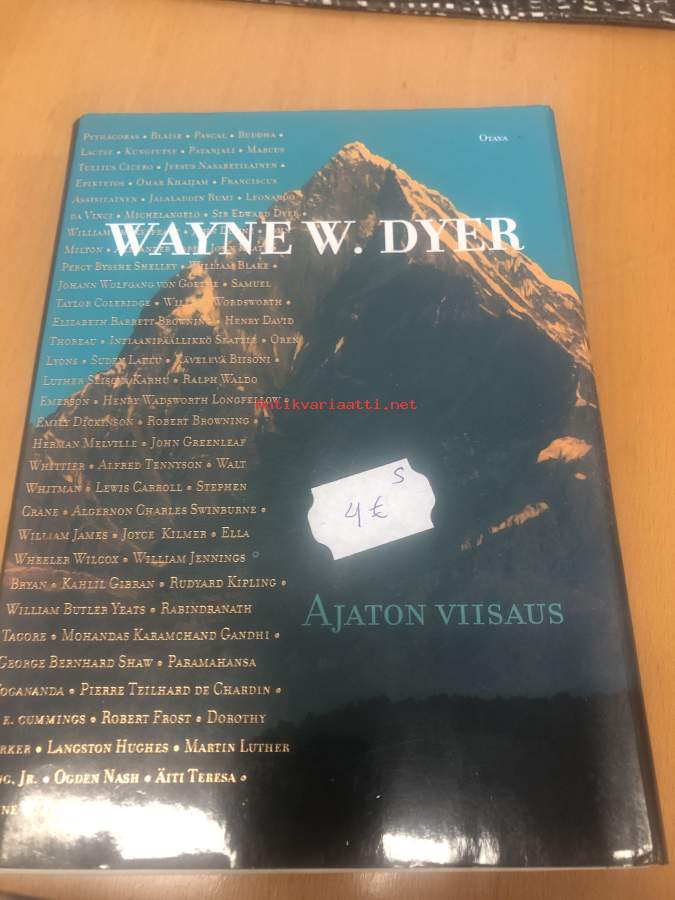 Pythagoras • Blaise • Pascal • Buddha •
Otava
Laotse • Kungfutse • Patanjali • Marcus
Tullius Cicero • Jeesus Nasaretilainen •
Epiktetos • Omar Khaijam • Franciscus
Assisilainen • Jalaladdin Rumi • Leonardo
da Vinci • Michelangelo • Sir Edward Dyer
William
WAYNE W. DYER
Milton •
Percy Bysshe Shelley • William Blake •
Johann Wolfgang von Goethe • Samuel
Taylor Coleridge • William Wordsworth •
Elizabeth Barrett Browning • Henry David
Thoreau • Intiaanipäällikkö Seattle • Oren
Lyons • Suden Laulu • Kävelevä Biisoni •
Luther Seisova Karhu • Ralph Waldo
Emerson • Henry Wadsworth Longfellow •
antikvariaatti.net
Emily Dickinson • Robert Browning •
Herman Melville • John Greenleaf
Whittier • Alfred Tennyson • Walt
Whitman • Lewis Carroll • Stephen
S
4€
Crane • Algernon Charles Swinburne •
William James • Joyce Kilmer • Ella
Wheeler Wilcox • William Jennings
Bryan • Kahlil Gibran • Rudyard Kipling •
William Butler Yeats • Rabindranath
Ajaton viisaus
Tagore • Mohandas Karamchand Gandhi •
George Bernhard Shaw • Paramahansa
Yogananda • Pierre Teilhard de Chardin •
E. Cummings • Robert Frost • Dorothy
rker • Langston Hughes • Martin Luther
ng, Jr. • Ogden Nash • Äiti Teresa •